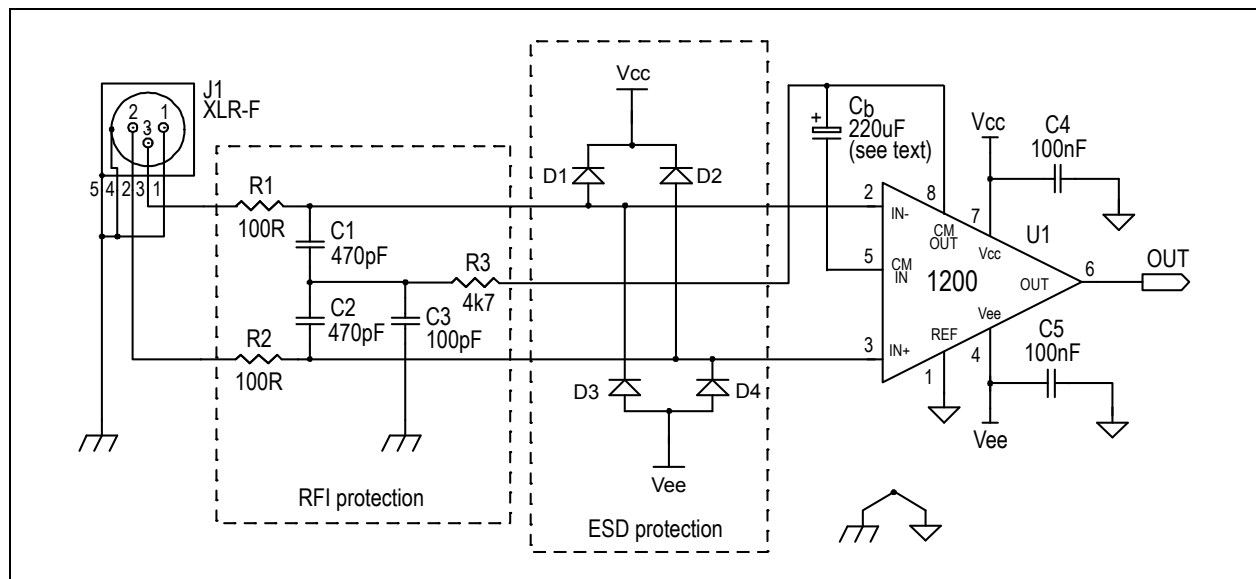 J1
XLR-F
2 3 1
5 4 2 3 1
R1
100R
C1
470pF
R3
4k7
C2
470pF
C3
100pF
R2
100R
RFI protection
Vcc
D1
D2
D3
D4
Vee
ESD protection
+
Cb
220uF
(see text)
Vcc
C4
100nF
2
IN-
8
CM
OUT
7
Vcc
U1
5
CM
IN
1200
OUT
6
OUT
3
IN+
REF
1
Vee
4
C5
100nF
Vee